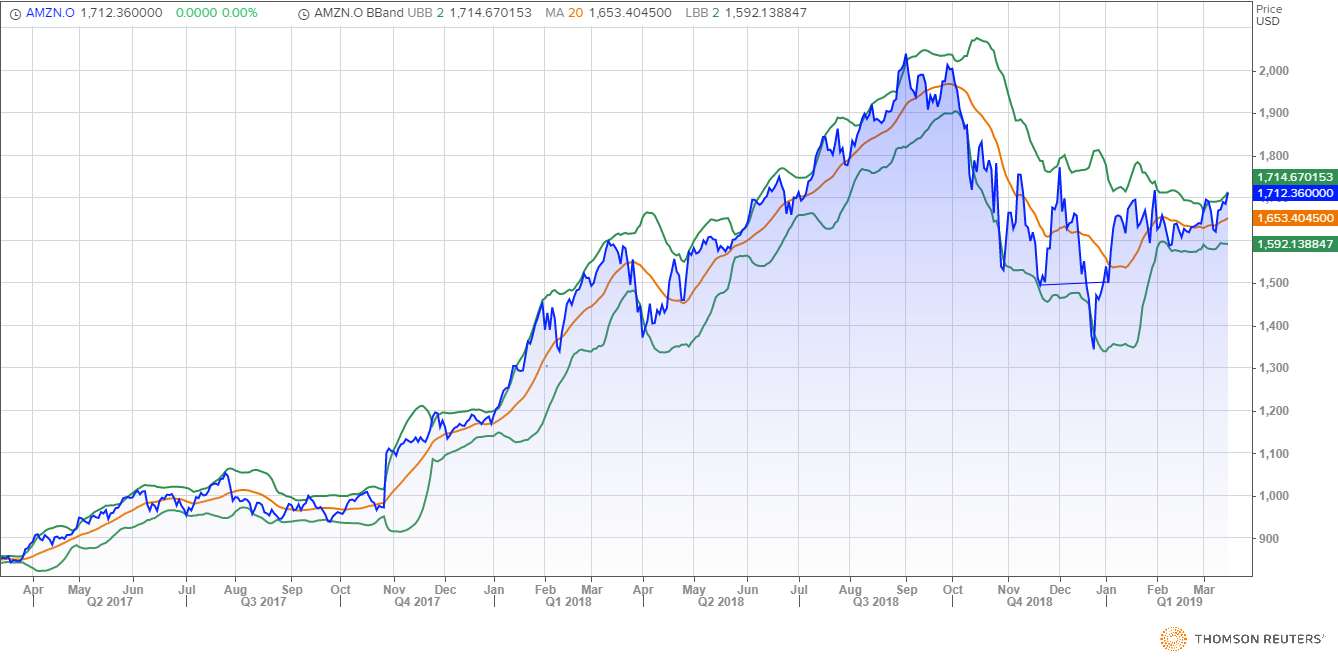 AMZN.O 1,712.360000 0.0000 0.00% AMZN.O BBand UBB 2 1,714.670153 MA 20 1,653.404500 LBB 2 1,592.138847
Price
USD
2,000
1,900
1,800
1,714.670153
1,712.360000
1,653.404500
1,592.138847
1,500
1,400
1,300
1,200
1,100
1,000
900
Apr May Jun Jul Aug Sep Oct Nov Dec Jan Feb Mar Apr May Jun Jul Aug Sep Oct Nov Dec Jan Feb Mar
Q2 2017 Q3 2017 Q4 2017 Q1 2018 Q2 2018 Q3 2018 Q4 2018 Q1 2019
THOMSON REUTERS